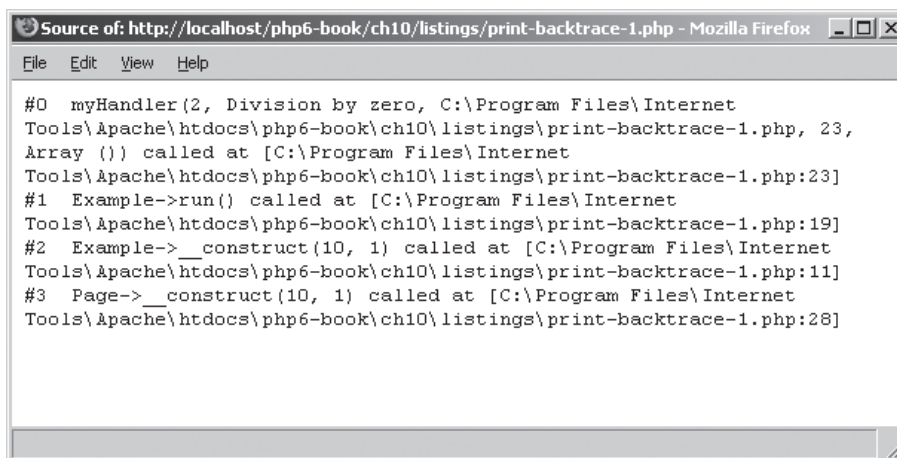 Source of: http://localhost/php6-book/ch10/listings/print-backtrace-1.php - Mozilla Firefox
File Edit View Help
#0 myHandler(2, Division by zero, C:\Program Files\Internet
Tools\Apache\htdocs\php6-book\ch10\listings\print-backtrace-1.php, 23,
Array ()) called at [C:\Program Files\Internet
Tools\Apache\htdocs\php6-book\ch10\listings\print-backtrace-1.php:23]
#1 Example->run() called at [C:\Program Files\Internet
Tools\Apache\htdocs\php6-book\ch10\listings\print-backtrace-1.php:19]
#2 Example->__construct(10, 1) called at [C:\Program Files\Internet
Tools\Apache\htdocs\php6-book\ch10\listings\print-backtrace-1.php:11]
#3 Page->__construct(10, 1) called at [C:\Program Files\Internet
Tools\Apache\htdocs\php6-book\ch10\listings\print-backtrace-1.php:28]